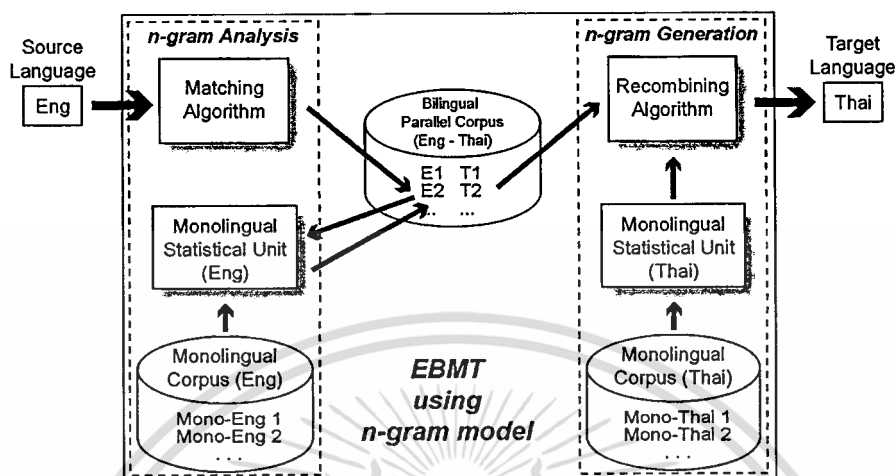 n-gram Analysis
n-gram Generation
Source
Language
Eng
Matching
Algorithm
Bilingual
Parallel Corpus
(Eng - Thai)
E1 T1
E2 T2
... ...
Recombining
Algorithm
Target
Language
Thai
Monolingual
Statistical Unit
(Eng)
Monolingual
Statistical Unit
(Thai)
Monolingual
Corpus (Eng)
Mono-Eng 1
Mono-Eng 2
. . .
EBMT
using
n-gram model
Monolingual
Corpus (Thai)
Mono-Thai 1
Mono-Thai 2
. . .